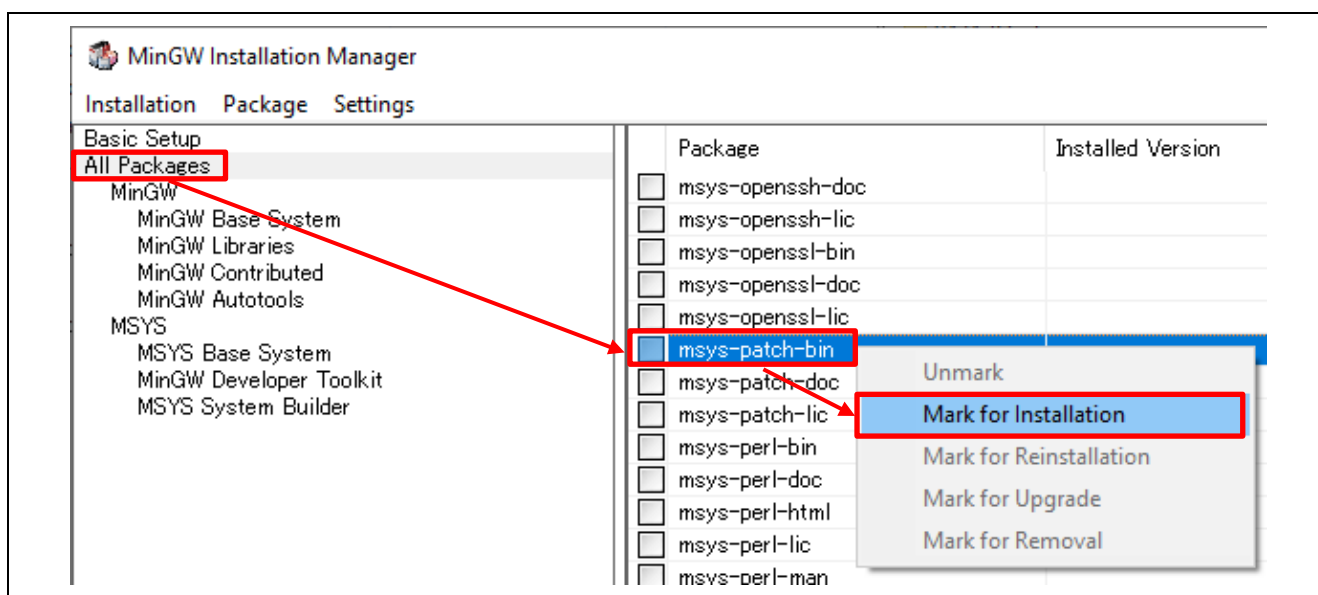 MinGW Installation Manager
Installation Package Settings
Basic Setup
All Packages
MinGW
MinGW Base System
MinGW Libraries
MinGW Contributed
MinGW Autotools
MSYS
MSYS Base System
MinGW Developer Toolkit
MSYS System Builder
Package Installed Version
msys-openssh-doc
msys-openssh-lic
msys-openssl-bin
msys-openssl-doc
msys-openssl-lic
msys-patch-bin
msys-patch-doc
msys-patch-lic
msys-perl-bin
msys-perl-doc
msys-perl-html
msys-perl-lic
msys-perl-man
Unmark
Mark for Installation
Mark for Reinstallation
Mark for Upgrade
Mark for Removal